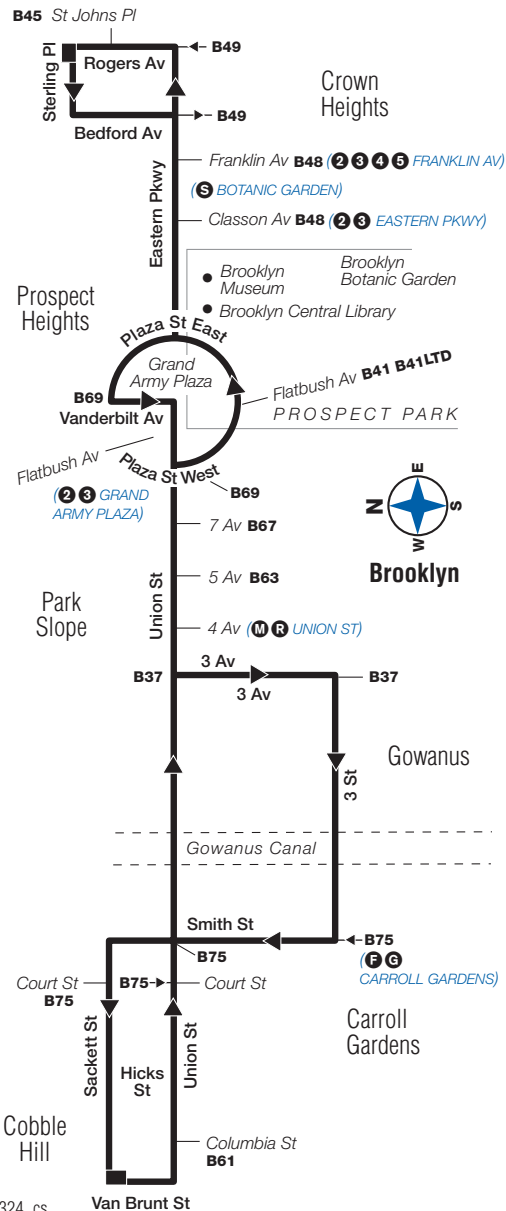 B45 St Johns Pl
B49
Sterling Pl
Rogers Av
Crown
Heights
B49
Bedford Av
Franklin Av B48 (2 3 4 5 FRANKLIN AV)
(S BOTANIC GARDEN)
Eastern Pkwy
Classon Av B48 (2 3 EASTERN PKWY)
Brooklyn
Museum
Brooklyn
Botanic Garden
Brooklyn Central Library
Prospect
Heights
Plaza St East
Grand
Army Plaza
Flatbush Av B41 B41LTD
B69
Vanderbilt Av
PROSPECT PARK
Flatbush Av
Plaza St West
B69
(2 3 GRAND
ARMY PLAZA)
7 Av B67
N
E
S
W
Brooklyn
5 Av B63
Park
Slope
Union St
4 Av (M R UNION ST)
3 Av
B37
3 Av
B37
Gowanus
3 St
Gowanus Canal
Smith St
B75
B75
(F G
CARROLL GARDENS)
Court St
B75
B75
Court St
Sackett St
Union St
Carroll
Gardens
Hicks
St
Cobble
Hill
Columbia St
B61
Van Brunt St